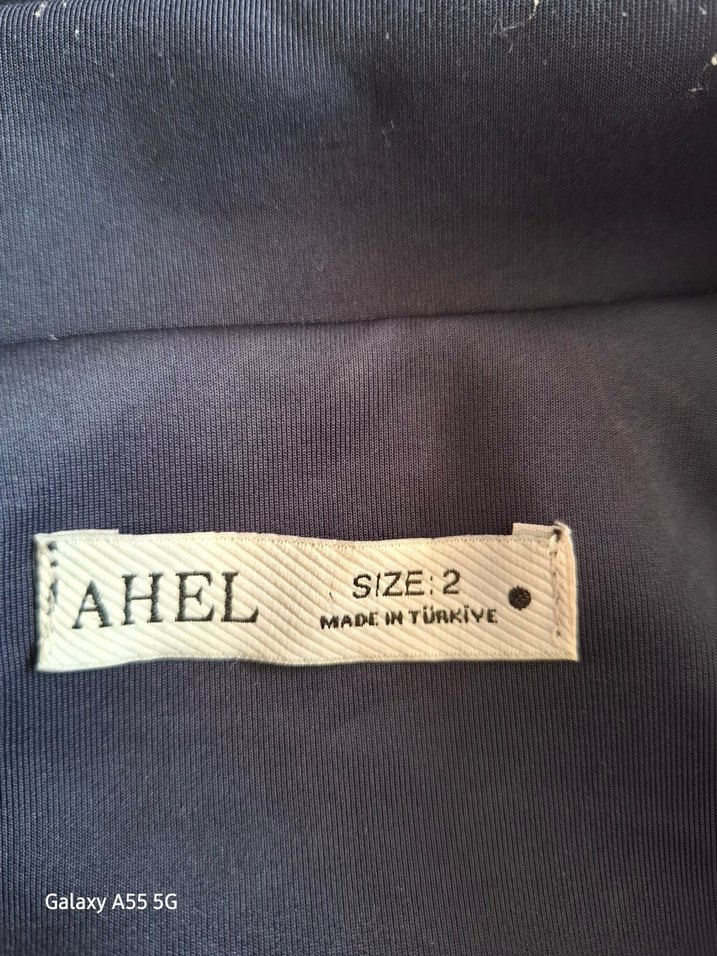 AHEL
SIZE: 2
MADE IN TÜRKİYE
Galaxy A55 5G